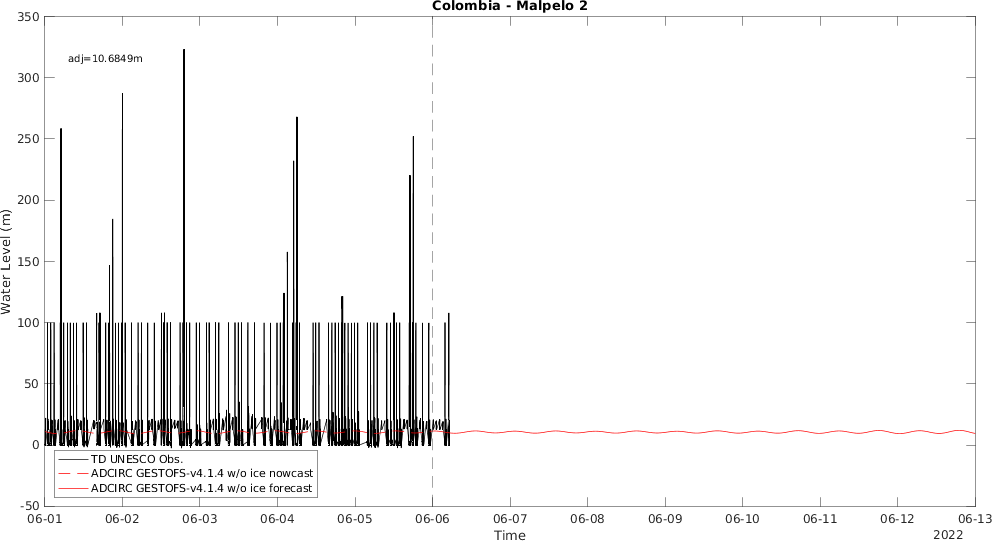 Colombia - Malpelo 2
adj=10.6849m
Water Level (m)
350
300
250
200
150
100
50
0
-50
TD UNESCO Obs.
ADCIRC GESTOFS-v4.1.4 w/o ice nowcast
ADCIRC GESTOFS-v4.1.4 w/o ice forecast
06-01 06-02 06-03 06-04 06-05 06-06 06-07 06-08 06-09 06-10 06-11 06-12 06-13
Time
2022